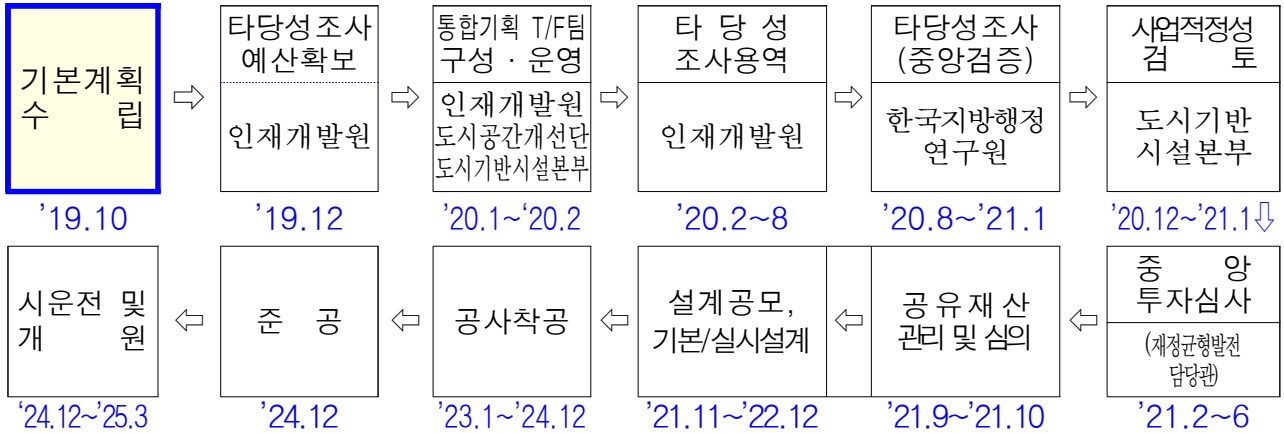 기본계획
수 립
⇨
타당성조사
예산확보
인재개발원
⇨
통합기획 T/F팀
구성 · 운영
인재개발원
도시공간개선단
도시기반시설본부
⇨
타 당 성
조사용역
인재개발원
⇨
타당성조사
(중앙검증)
한국지방행정
연구원
⇨
사업적정성
검 토
도시기반
시설본부
’19.10
’19.12
’20.1~‘20.2
’20.2~8
’20.8~’21.1
’20.12~’21.1⇩
시운전 및
개 원
⇦
준 공
⇦
공사착공
⇦
설계공모,
기본/실시설계
⇦
공유재산
관리 및 심의
⇦
중 앙
투자심사
(재정균형발전
담당관)
‘24.12~’25.3
’24.12
’23.1~’24.12
’21.11~’22.12
’21.9~’21.10
’21.2~6